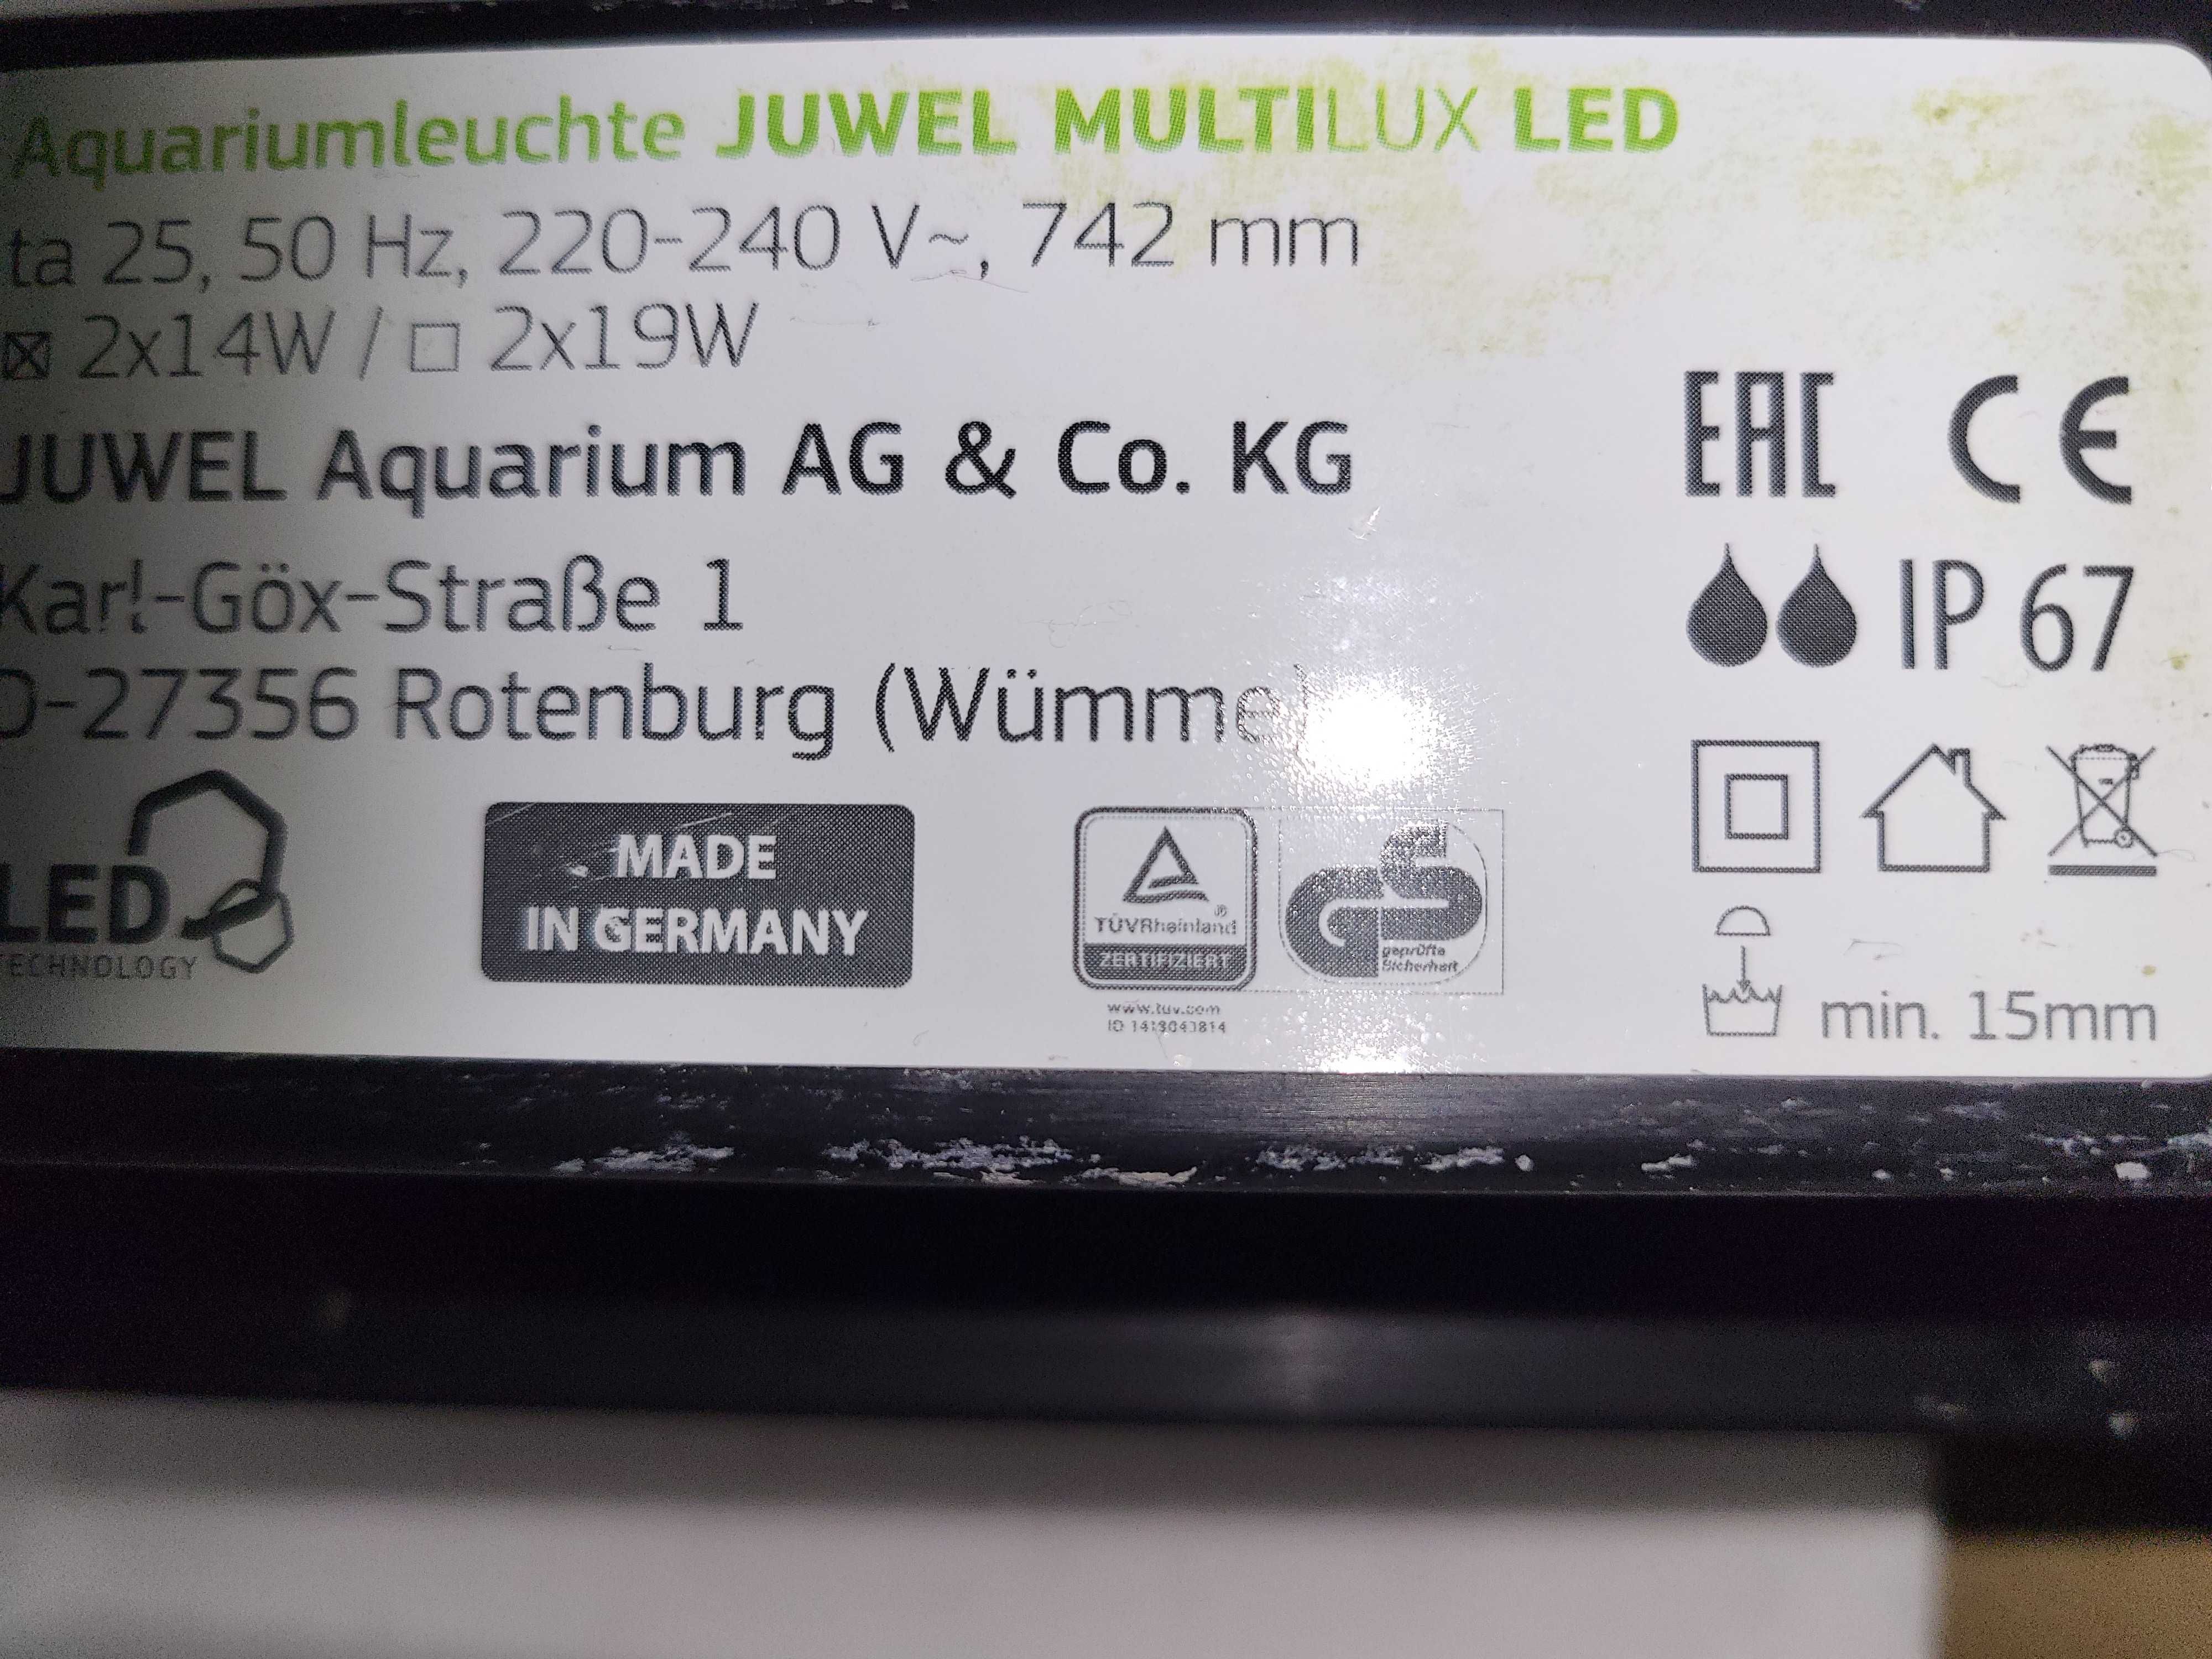 Aquariumleuchte JUWEL MULTILUX LED
ta 25, 50 Hz, 220-240 V~, 742 mm
☒ 2x14W / ☐ 2x19W
JUWEL Aquarium AG & Co. KG
Karl-Göx-Straße 1
D-27356 Rotenburg (Wümme)
EAC CE
IP 67
LED
TECHNOLOGY
MADE
IN GERMANY
TÜVRheinland®
ZERTIFIZIERT
www.tuv.com
GS
geprüfte
Sicherheit
min. 15mm